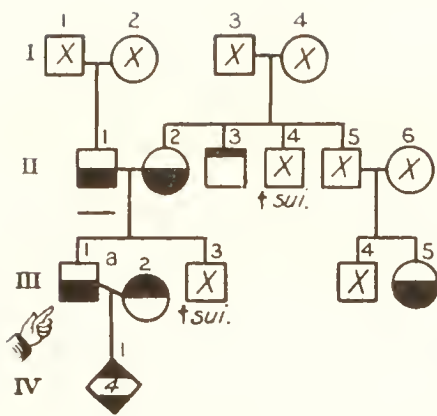 1 2 3 4
I X X X X
1 2 3 4 5 6
II X X X
† sui.
1 a 2 3 4 5
III X X
† sui.
1
IV 4